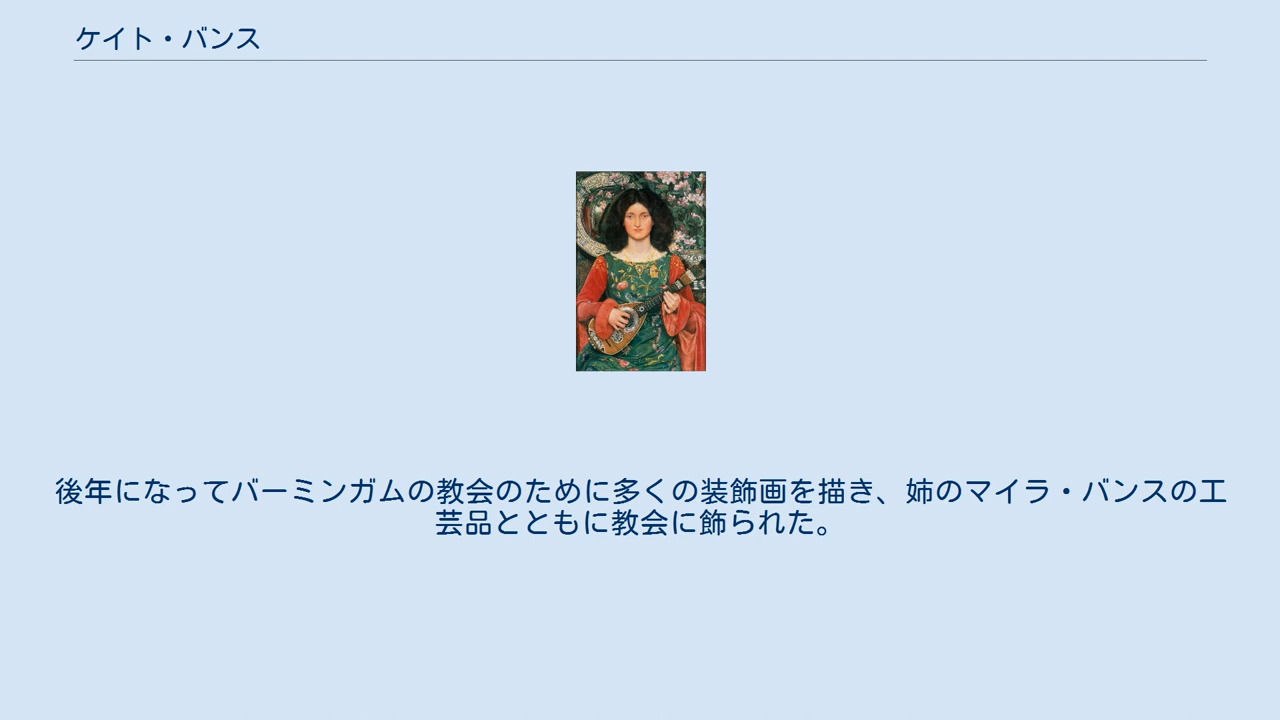 ケイト・バンス
後年になってバーミンガムの教会のために多くの装飾画を描き、姉のマイラ・バンスの工
芸品とともに教会に飾られた。